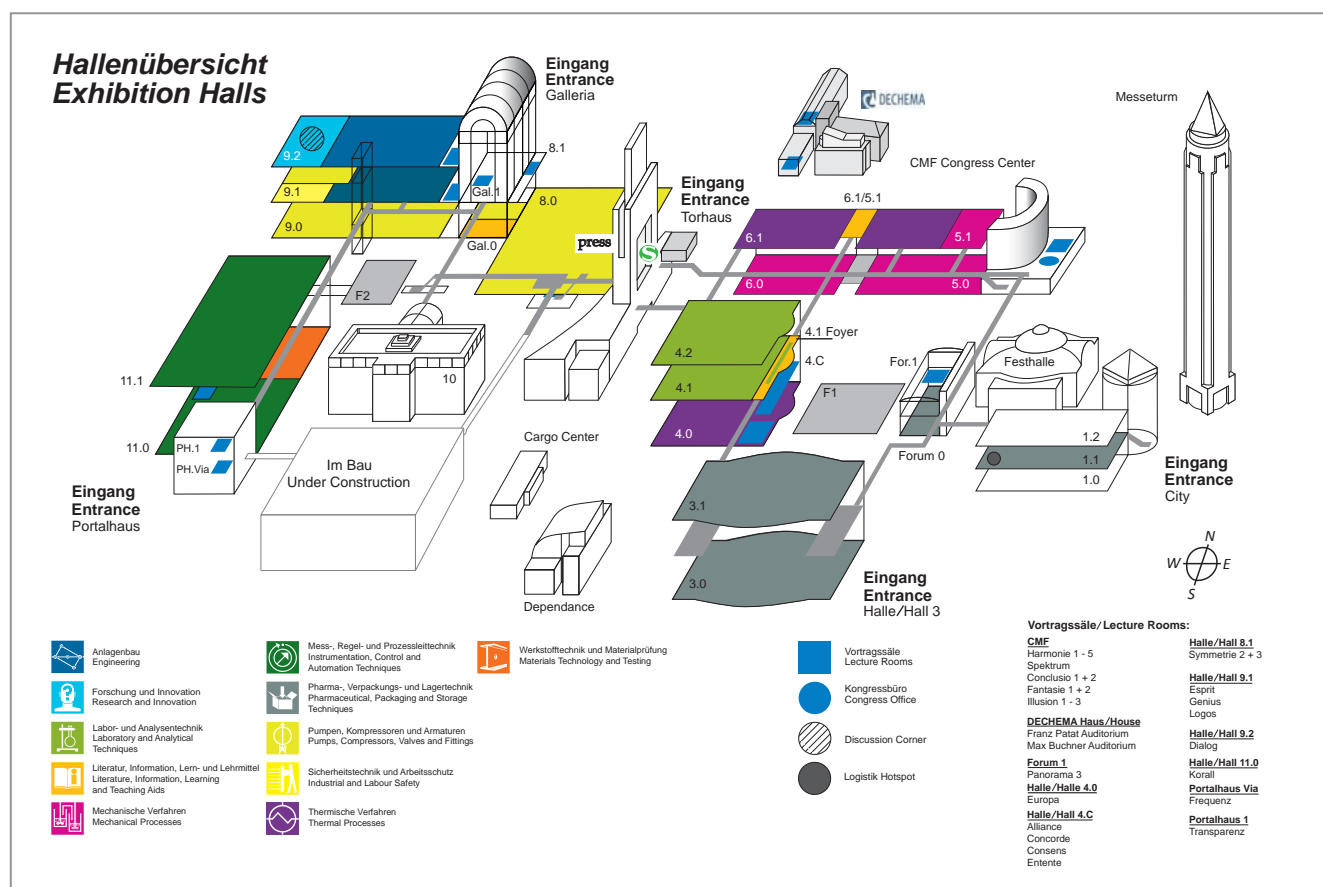 Hallenübersicht
Exhibition Halls
Eingang
Entrance
Galleria
DECHEMA
Messeturm
CMF Congress Center
Eingang
Entrance
Torhaus
9.2
9.1
9.0
Gal.1
Gal.0
8.1
8.0
press
S
6.1/5.1
6.1
5.1
6.0
5.0
F2
11.1
11.0
PH.1
PH.Via
10
4.2
4.1
4.0
4.1 Foyer
4.C
F1
For.1
Forum 0
Festhalle
1.2
1.1
1.0
Eingang
Entrance
City
Eingang
Entrance
Portalhaus
Im Bau
Under Construction
Cargo Center
Dependance
3.1
3.0
Eingang
Entrance
Halle/Hall 3
N
W
E
S
Anlagenbau
Engineering
Forschung und Innovation
Research and Innovation
Labor- und Analysentechnik
Laboratory and Analytical
Techniques
Literatur, Information, Lern- und Lehrmittel
Literature, Information, Learning
and Teaching Aids
Mechanische Verfahren
Mechanical Processes
Mess-, Regel- und Prozessleittechnik
Instrumentation, Control and
Automation Techniques
Pharma-, Verpackungs- und Lagertechnik
Pharmaceutical, Packaging and Storage
Techniques
Pumpen, Kompressoren und Armaturen
Pumps, Compressors, Valves and Fittings
Sicherheitstechnik und Arbeitsschutz
Industrial and Labour Safety
Thermische Verfahren
Thermal Processes
Werkstofftechnik und Materialprüfung
Materials Technology and Testing
Vortragssäle
Lecture Rooms
Kongressbüro
Congress Office
Discussion Corner
Logistik Hotspot
Vortragssäle/Lecture Rooms:
CMF
Harmonie 1 - 5
Spektrum
Conclusio 1 + 2
Fantasie 1 + 2
Illusion 1 - 3
DECHEMA Haus/House
Franz Patat Auditorium
Max Buchner Auditorium
Forum 1
Panorama 3
Halle/Halle 4.0
Europa
Halle/Hall 4.C
Alliance
Concorde
Consens
Entente
Halle/Hall 8.1
Symmetrie 2 + 3
Halle/Hall 9.1
Esprit
Genius
Logos
Halle/Hall 9.2
Dialog
Halle/Hall 11.0
Korall
Portalhaus Via
Frequenz
Portalhaus 1
Transparenz